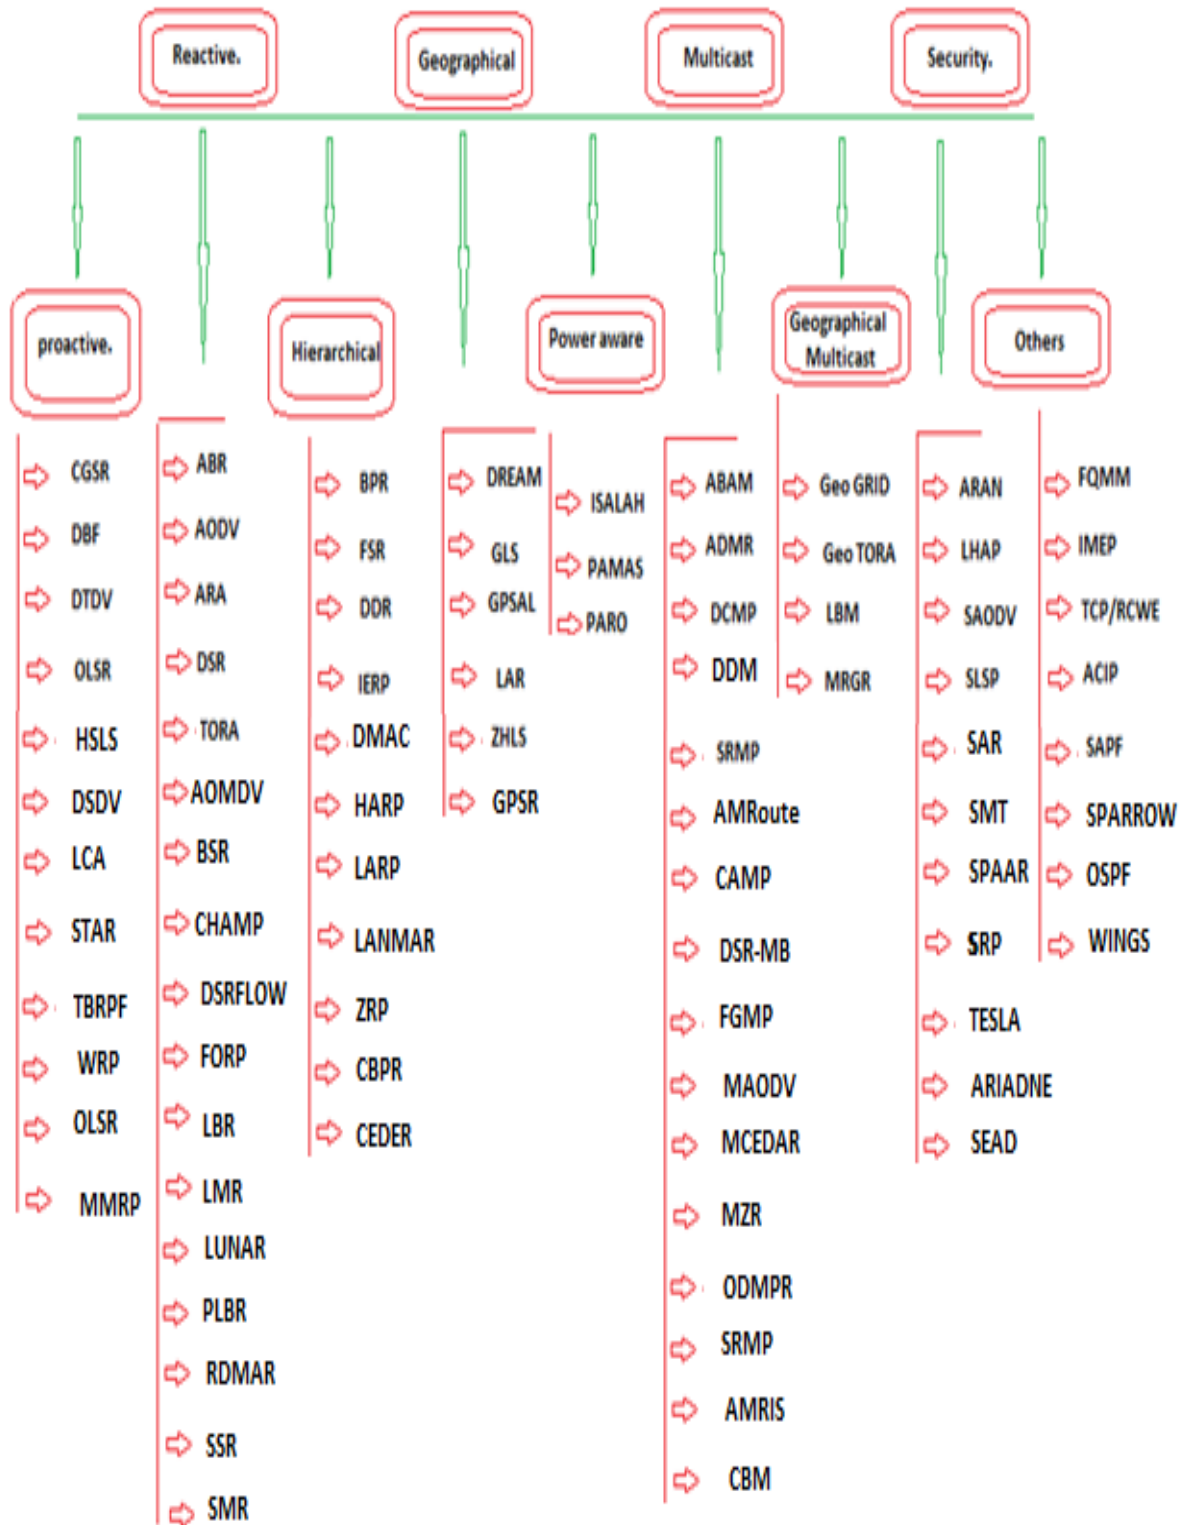 Reactive.
Geographical
Multicast
Security.
proactive.
Hierarchical
Power aware
Geographical
Multicast
Others
CGSR
DBF
DTDV
OLSR
HSLS
DSDV
LCA
STAR
TBRPF
WRP
OLSR
MMRP
ABR
AODV
ARA
DSR
TORA
AOMDV
BSR
CHAMP
DSRFLOW
FORP
LBR
LMR
LUNAR
PLBR
RDMAR
SSR
SMR
BPR
FSR
DDR
IERP
DMAC
HARP
LARP
LANMAR
ZRP
CBPR
CEDER
DREAM
GLS
GPSAL
LAR
ZHLS
GPSR
ISALAH
PAMAS
PARO
ABAM
ADMR
DCMP
DDM
SRMP
AMRoute
CAMP
DSR-MB
FGMP
MAODV
MCEDAR
MZR
ODMPR
SRMP
AMRIS
CBM
Geo GRID
Geo TORA
LBM
MRGR
ARAN
LHAP
SAODV
SLSP
SAR
SMT
SPAAR
SRP
TESLA
ARIADNE
SEAD
FQMM
IMEP
TCP/RCWE
ACIP
SAPF
SPARROW
OSPF
WINGS